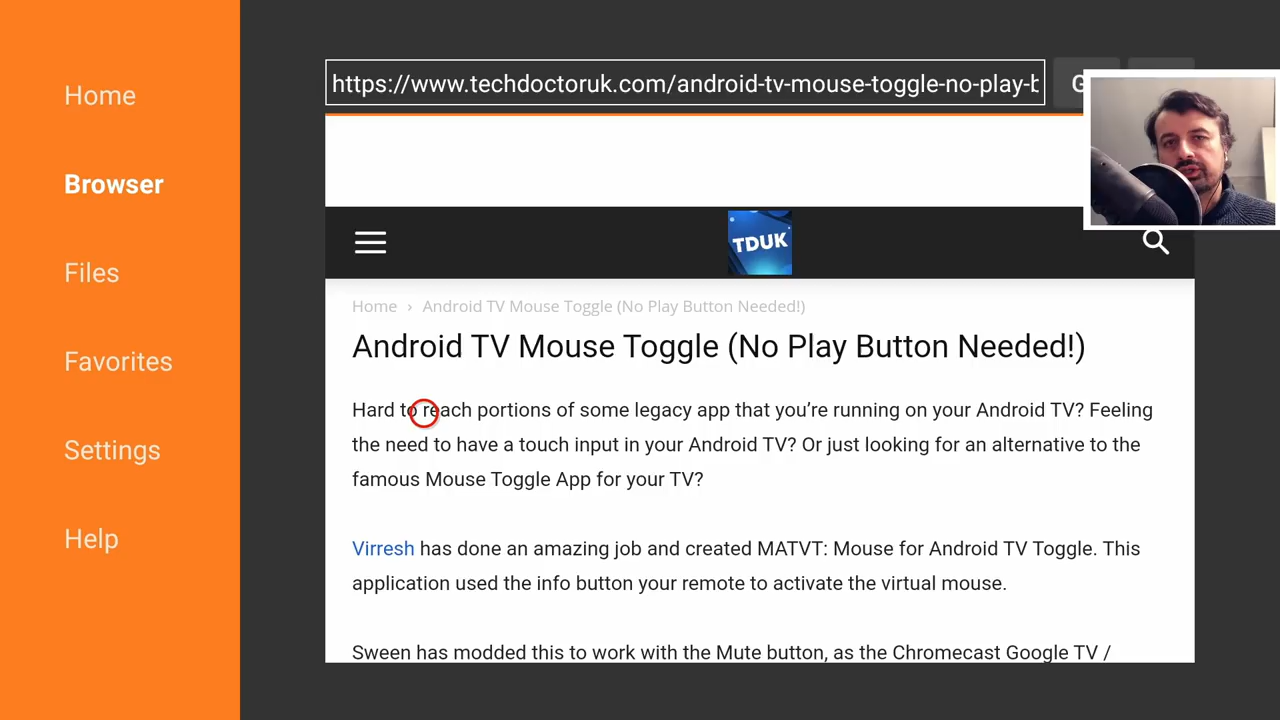 Home
Browser
Files
Favorites
Settings
Help
https://www.techdoctoruk.com/android-tv-mouse-toggle-no-play-b
G
TDUK
Home › Android TV Mouse Toggle (No Play Button Needed!)
Android TV Mouse Toggle (No Play Button Needed!)
Hard to reach portions of some legacy app that you're running on your Android TV? Feeling
the need to have a touch input in your Android TV? Or just looking for an alternative to the
famous Mouse Toggle App for your TV?
Virresh has done an amazing job and created MATVT: Mouse for Android TV Toggle. This
application used the info button your remote to activate the virtual mouse.
Sween has modded this to work with the Mute button, as the Chromecast Google TV /